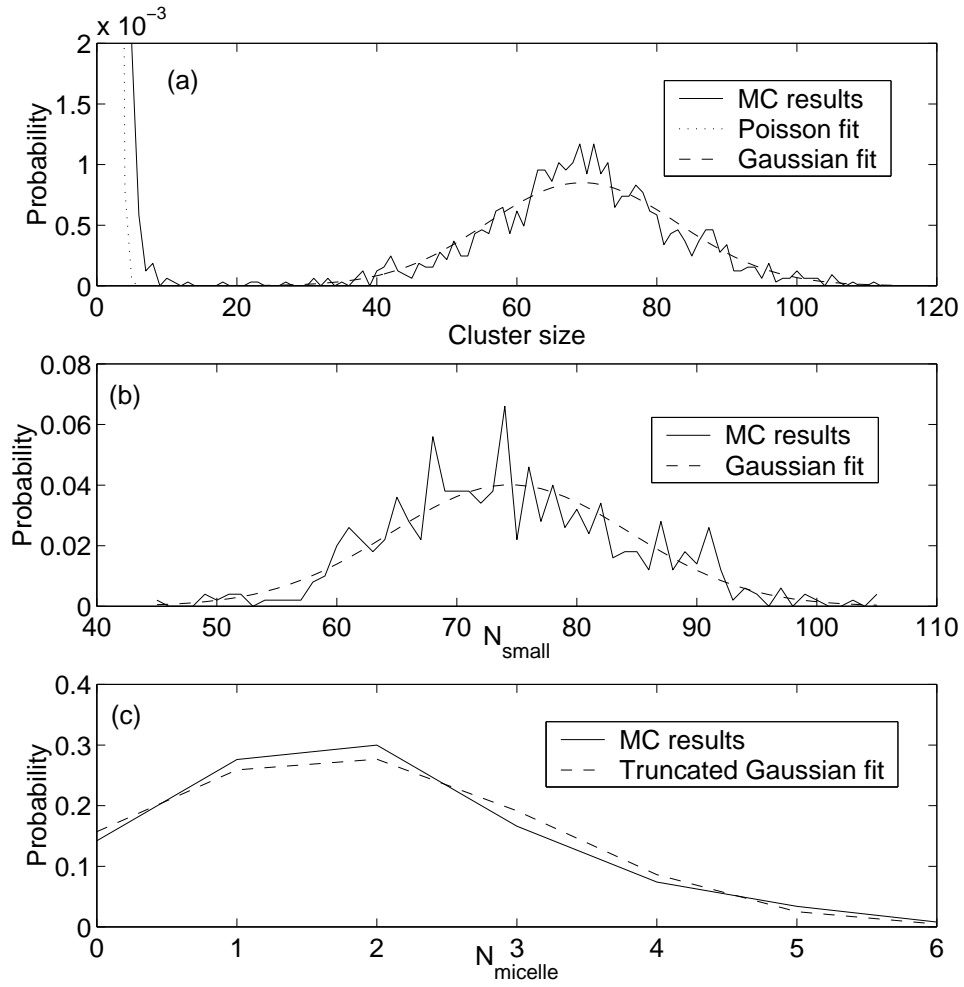 x 10^-3
2
1.5
1
0.5
0
Probability
(a)
MC results
Poisson fit
Gaussian fit
0 20 40 60 80 100 120
Cluster size
0.08
0.06
0.04
0.02
0
Probability
(b)
MC results
Gaussian fit
40 50 60 70 80 90 100 110
N_small
0.4
0.3
0.2
0.1
0
Probability
(c)
MC results
Truncated Gaussian fit
0 1 2 3 4 5 6
N_micelle